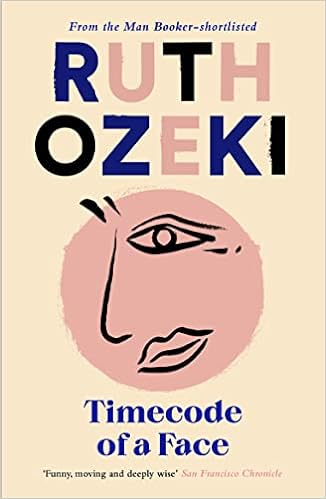 From the Man Booker-shortlisted
RUTH
OZEKI
Timecode
of a Face
'Funny, moving and deeply wise' San Francisco Chronicle